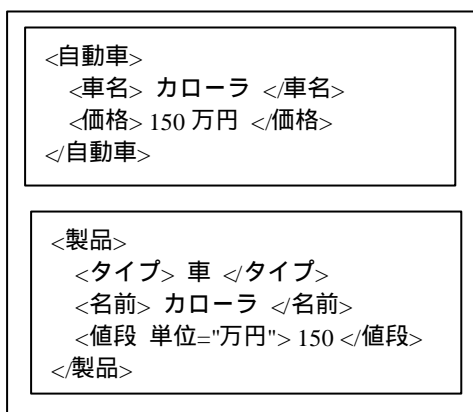 <自動車>
<車名> カローラ </車名>
<価格> 150 万円 </価格>
</自動車>
<製品>
<タイプ> 車 </タイプ>
<名前> カローラ </名前>
<値段 単位="万円"> 150 </値段>
</製品>